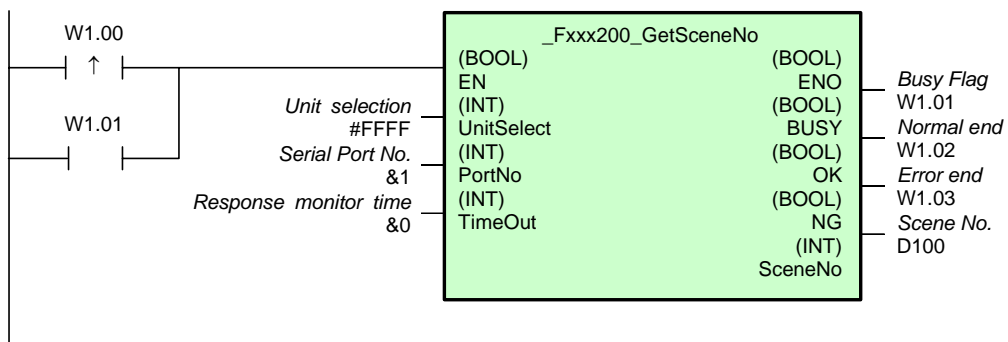 W1.00
↑
W1.01
Unit selection
#FFFF
Serial Port No.
&1
Response monitor time
&0
_Fxxx200_GetSceneNo
(BOOL) (BOOL)
EN ENO
(INT) (BOOL)
UnitSelect BUSY
(INT) (BOOL)
PortNo OK
(INT) (BOOL)
TimeOut NG
(INT)
SceneNo
Busy Flag
W1.01
Normal end
W1.02
Error end
W1.03
Scene No.
D100